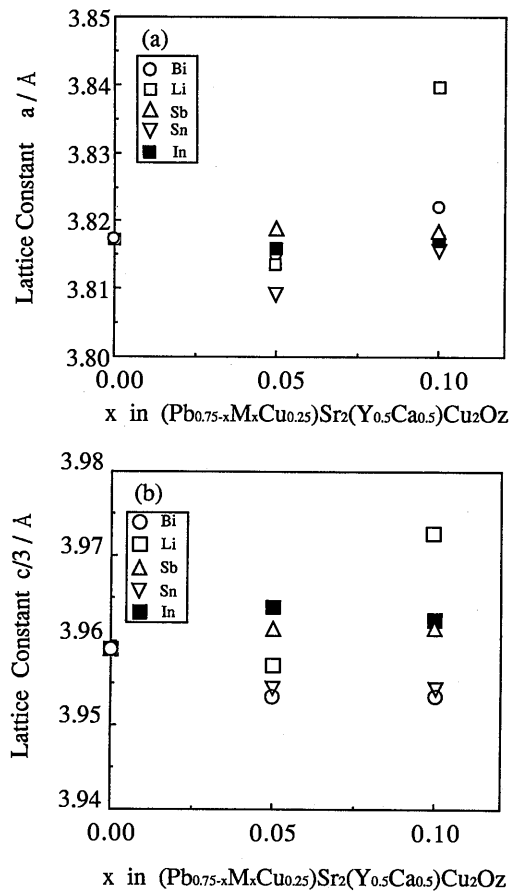 3.85
(a)
Bi
Li
Sb
Sn
In
3.84
3.83
3.82
3.81
3.80
Lattice Constant a / Å
0.00 0.05 0.10
x in (Pb0.75-xMxCu0.25)Sr2(Y0.5Ca0.5)Cu2Oz
3.98
(b)
Bi
Li
Sb
Sn
In
3.97
3.96
3.95
3.94
Lattice Constant c/3 / Å
0.00 0.05 0.10
x in (Pb0.75-xMxCu0.25)Sr2(Y0.5Ca0.5)Cu2Oz